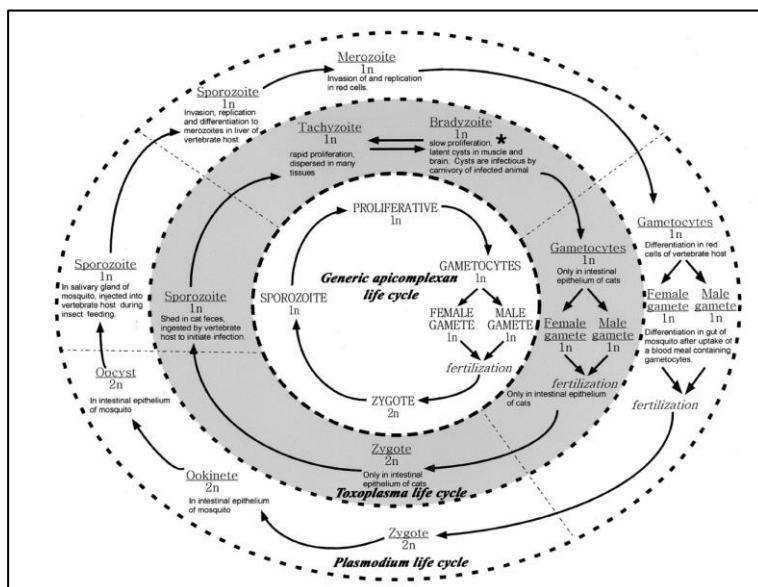 Merozoite
1n
Invasion of and replication
in red cells.
Sporozoite
1n
Invasion, replication
and differentiation to
merozoites in liver of
vertebrate host
Gametocytes
1n
Differentiation in red
cells of vertebrate host
Female
gamete
1n
Male
gamete
1n
Differentiation in gut of
mosquito after uptake of
a blood meal containing
gametocytes.
fertilization
Zygote
2n
Ookinete
2n
In intestinal epithelium
of mosquito
Oocyst
2n
In intestinal epithelium
of mosquito
Sporozoite
1n
In salivary gland of
mosquito, injected into
vertebrate host during
insect feeding.
Plasmodium life cycle
Tachyzoite
1n
rapid proliferation,
dispersed in many
tissues
Bradyzoite
1n *
slow proliferation,
latent cysts in muscle and
brain. Cysts are infectious by
carnivory of infected animal
Gametocytes
1n
Only in intestinal
epithelium of cats
Female
gamete
1n
Male
gamete
1n
fertilization
Only in intestinal epithelium
of cats
Zygote
2n
Only in intestinal
epithelium of cats
Sporozoite
1n
Shed in cat feces,
ingested by vertebrate
host to initiate infection.
Toxoplasma life cycle
PROLIFERATIVE
1n
GAMETOCYTES
1n
Generic apicomplexan
life cycle
SPOROZOITE
1n
FEMALE
GAMETE
1n
MALE
GAMETE
1n
fertilization
ZYGOTE
2n